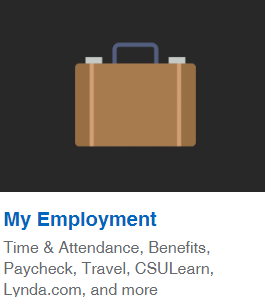 My Employment
Time & Attendance, Benefits,
Paycheck, Travel, CSULearn,
Lynda.com, and more